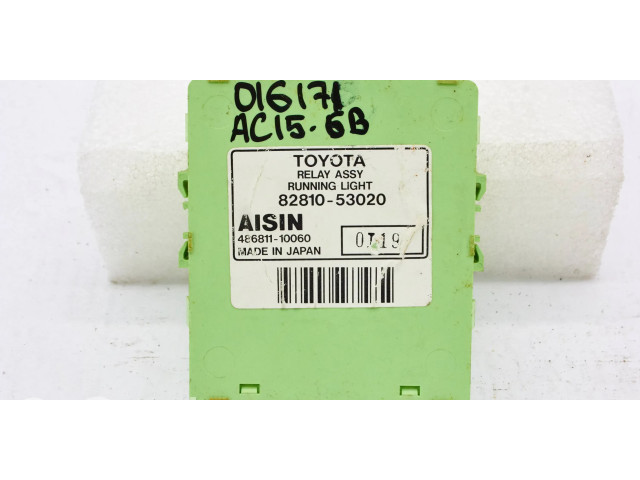 016171
AC15-6B
TOYOTA
RELAY ASSY
RUNNING LIGHT
82810-53020
AISIN
486811-10060
MADE IN JAPAN